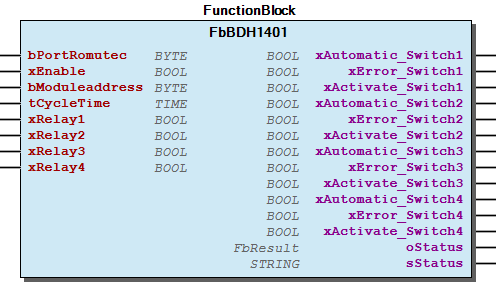 FunctionBlock
FbBDH1401
bPortRomutec BYTE BOOL xAutomatic_Switch1
xEnable BOOL BOOL xError_Switch1
bModuleaddress BYTE BOOL xActivate_Switch1
tCycleTime TIME BOOL xAutomatic_Switch2
xRelay1 BOOL BOOL xError_Switch2
xRelay2 BOOL BOOL xActivate_Switch2
xRelay3 BOOL BOOL xAutomatic_Switch3
xRelay4 BOOL BOOL xError_Switch3
BOOL xActivate_Switch3
BOOL xAutomatic_Switch4
BOOL xError_Switch4
BOOL xActivate_Switch4
FbResult oStatus
STRING sStatus